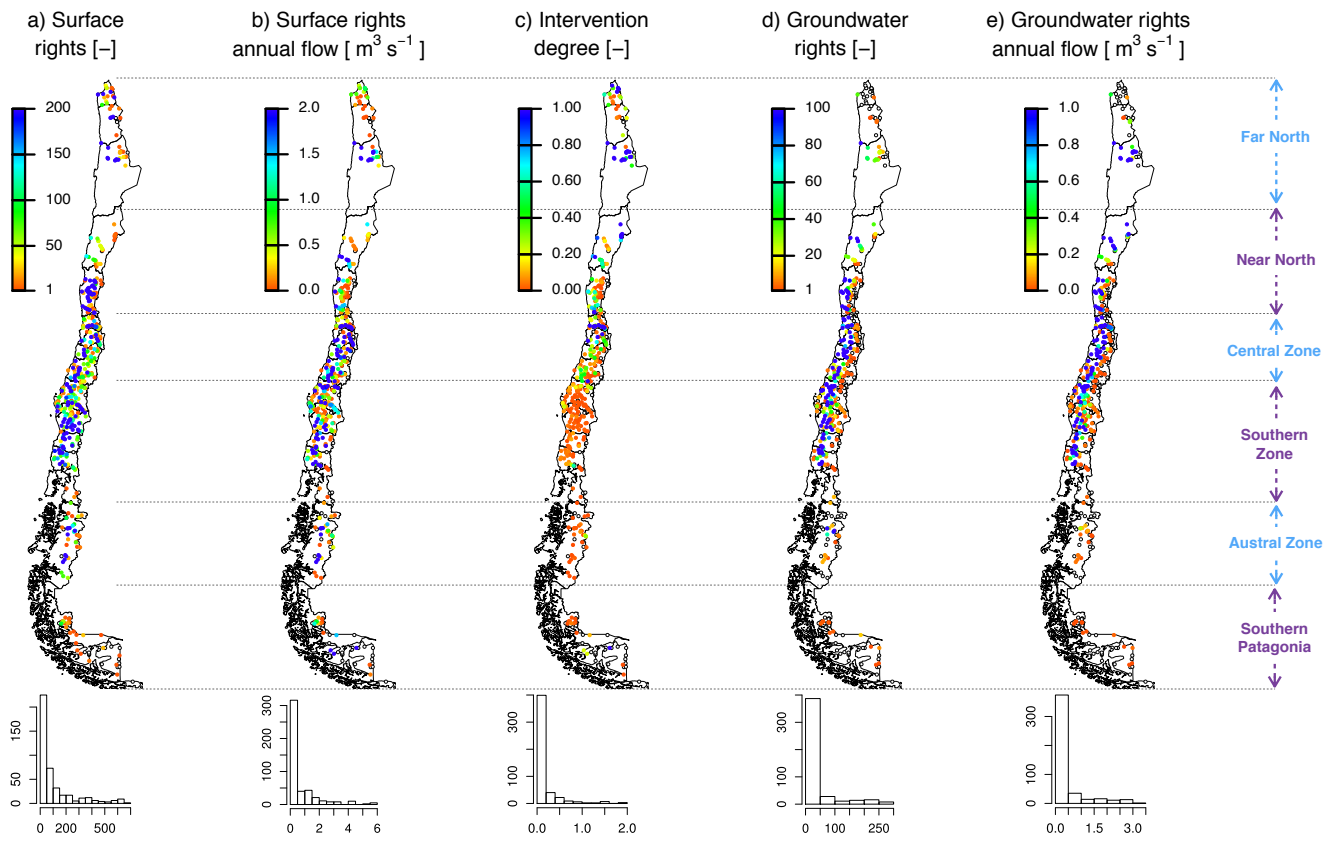 a) Surface
rights [−]
b) Surface rights
annual flow [ m³ s⁻¹ ]
c) Intervention
degree [−]
d) Groundwater
rights [−]
e) Groundwater rights
annual flow [ m³ s⁻¹ ]
200
150
100
50
1
2.0
1.5
1.0
0.5
0.0
1.00
0.80
0.60
0.40
0.20
0.00
100
80
60
40
20
1
1.0
0.8
0.6
0.4
0.2
0.0
Far North
Near North
Central Zone
Southern
Zone
Austral Zone
Southern
Patagonia
150
50
0
0 200 500
300
200
100
0
0 2 4 6
300
100
0
0.0 1.0 2.0
300
100
0
0 100 250
300
100
0
0.0 1.5 3.0